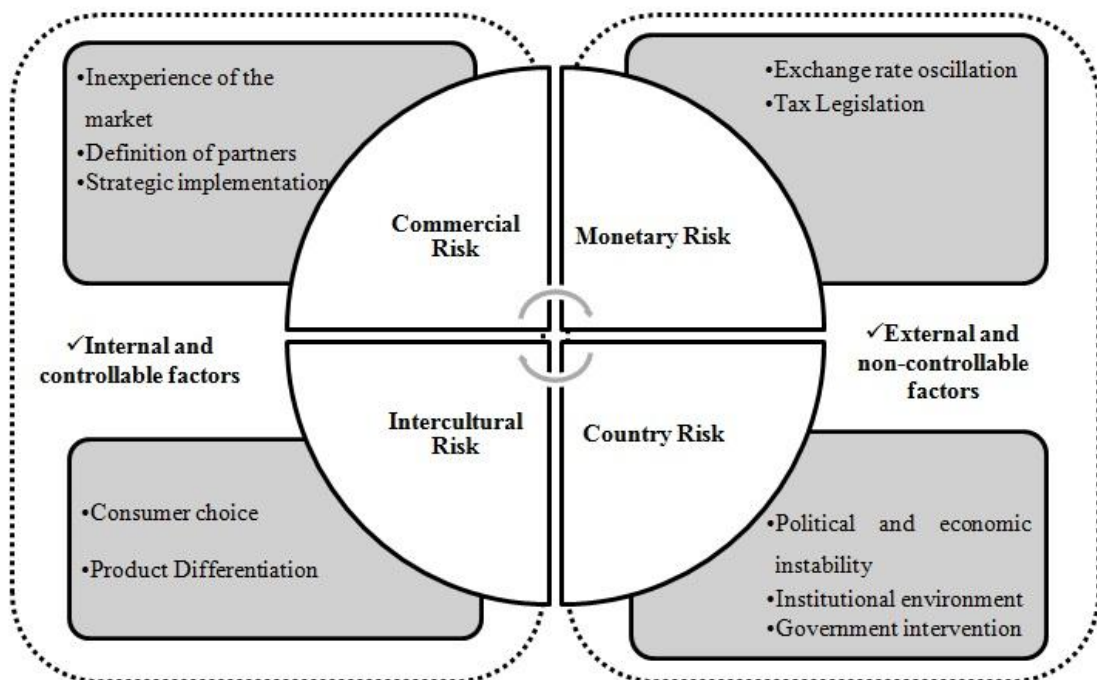 •Inexperience of the
market
•Definition of partners
•Strategic implementation
•Exchange rate oscillation
•Tax Legislation
Commercial
Risk
Monetary Risk
✓Internal and
controllable factors
✓External and
non-controllable
factors
Intercultural
Risk
Country Risk
•Consumer choice
•Product Differentiation
•Political and economic
instability
•Institutional environment
•Government intervention